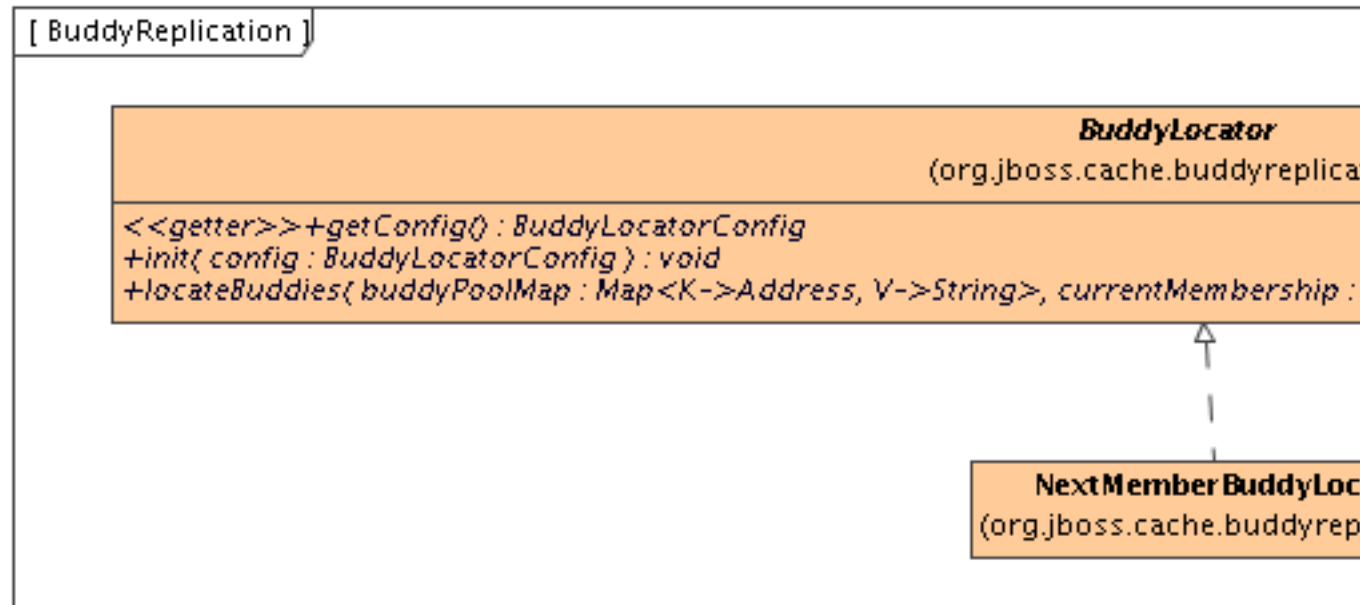 [ BuddyReplication ]
BuddyLocator
(org.jboss.cache.buddyreplica
<<getter>>+getConfig() : BuddyLocatorConfig
+init( config : BuddyLocatorConfig ) : void
+locateBuddies( buddyPoolMap : Map<K->Address, V->String>, currentMembership :
NextMemberBuddyLoc
(org.jboss.cache.buddyrep